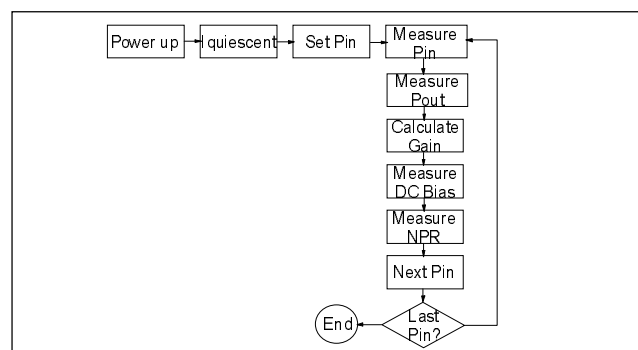 Power up
I quiescent
Set Pin
Measure
Pin
Measure
Pout
Calculate
Gain
Measure
DC Bias
Measure
NPR
Next Pin
Last
Pin?
End